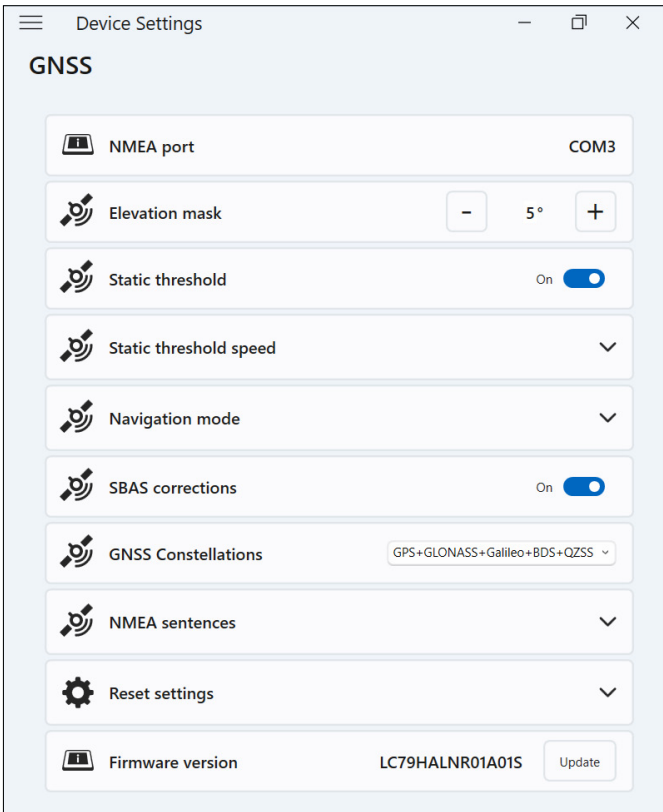 Device Settings
GNSS
NMEA port COM3
Elevation mask - 5° +
Static threshold On
Static threshold speed
Navigation mode
SBAS corrections On
GNSS Constellations GPS+GLONASS+Galileo+BDS+QZSS
NMEA sentences
Reset settings
Firmware version LC79HALNR01A01S Update